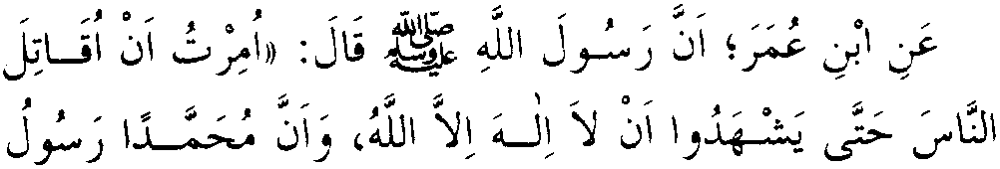 عَنِ ابْنِ عُمَرَ؛ اَنَّ رَسُولَ اللَّهِ ﷺ قَالَ: «اُمِرْتُ اَنْ اُقَاتِلَ
النَّاسَ حَتَّى يَشْهَدُوا اَنْ لاَ اِلٰهَ اِلاَّ اللَّهُ، وَاَنَّ مُحَمَّدًا رَسُولُ